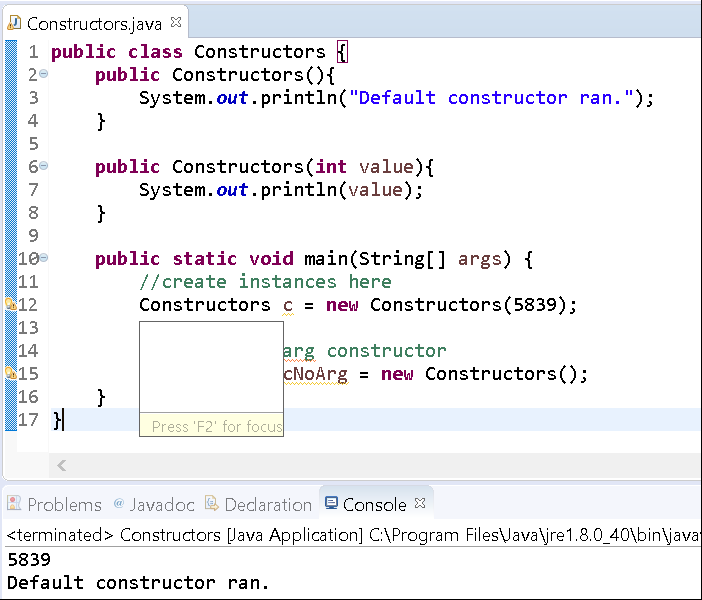 Constructors.java
1 public class Constructors {
2 public Constructors(){
3 System.out.println("Default constructor ran.");
4 }
5
6 public Constructors(int value){
7 System.out.println(value);
8 }
9
10 public static void main(String[] args) {
11 //create instances here
12 Constructors c = new Constructors(5839);
13
14 arg constructor
15 cNoArg = new Constructors();
16 }
Press 'F2' for focus
17 }
Problems @ Javadoc Declaration Console
<terminated> Constructors [Java Application] C:\Program Files\Java\jre1.8.0_40\bin\java
5839
Default constructor ran.